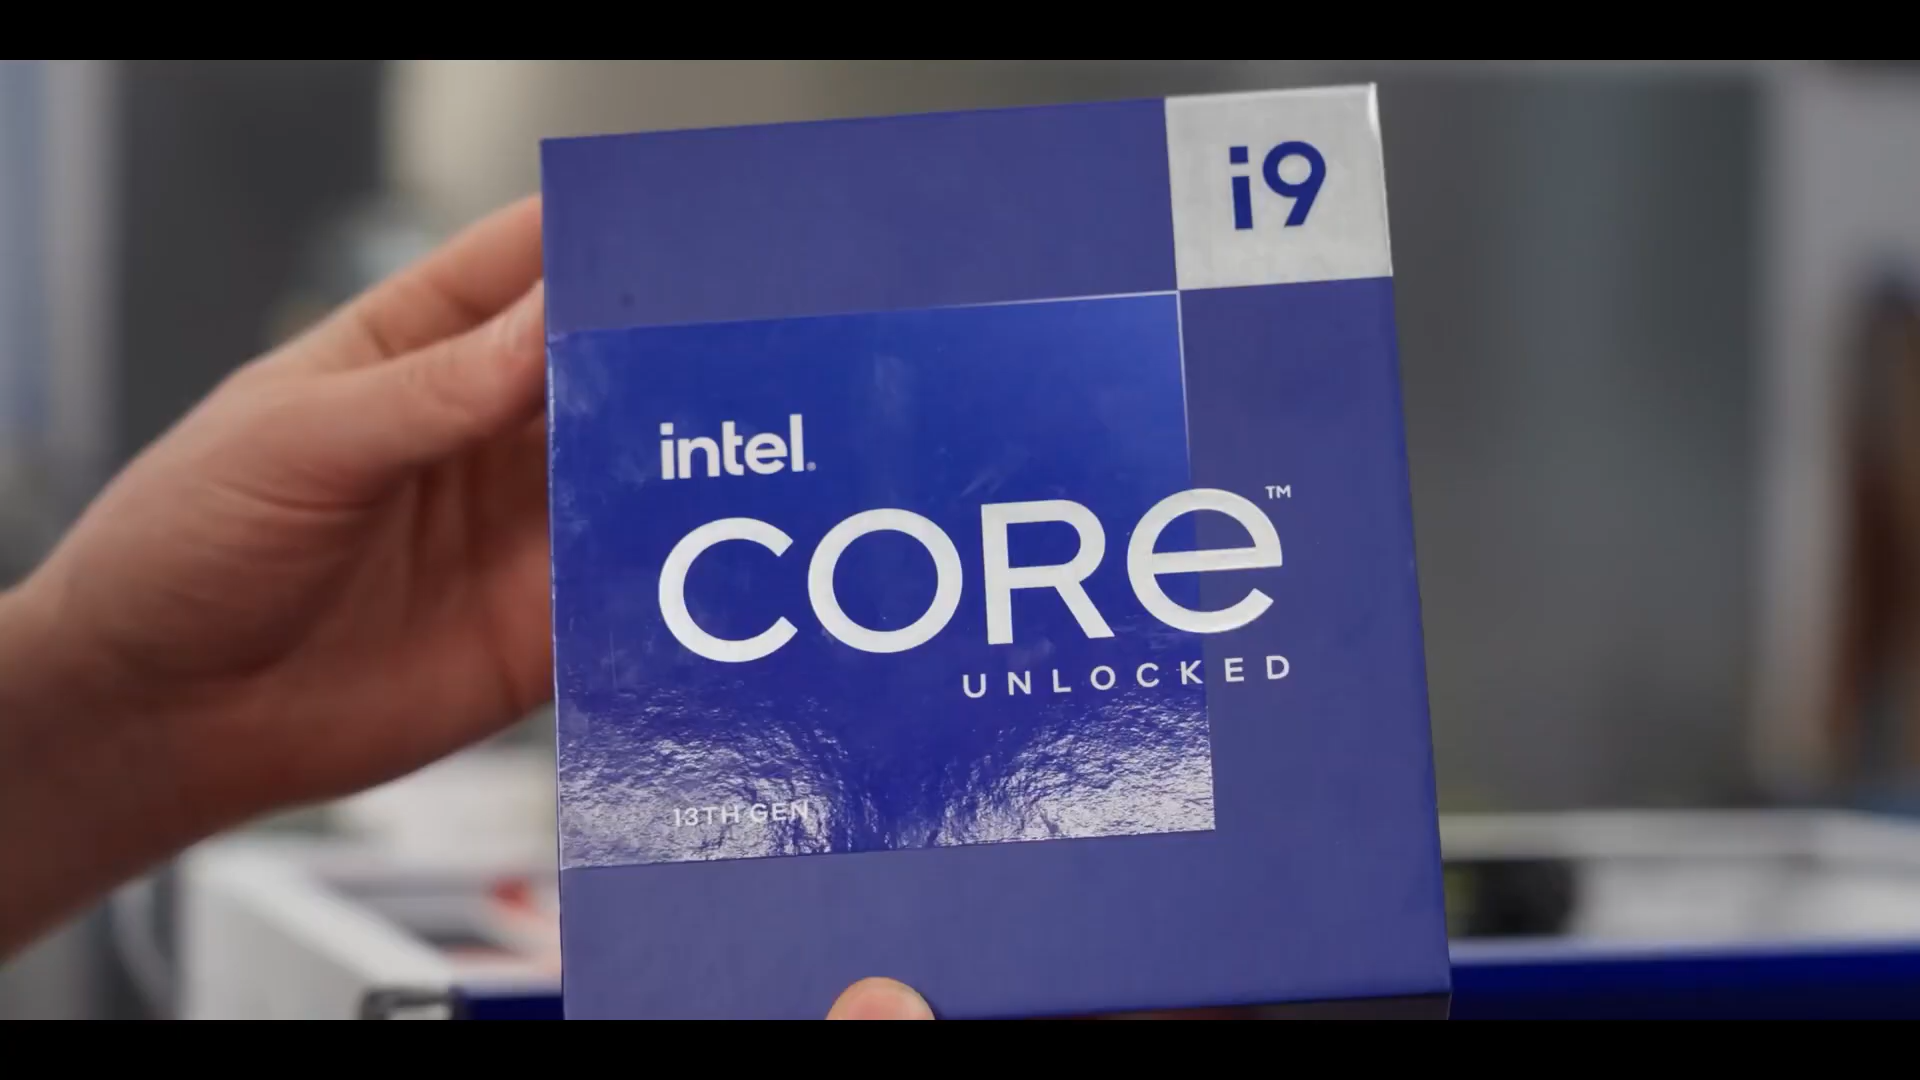 i9
intel.
CORe™
UNLOCKED
13TH GEN